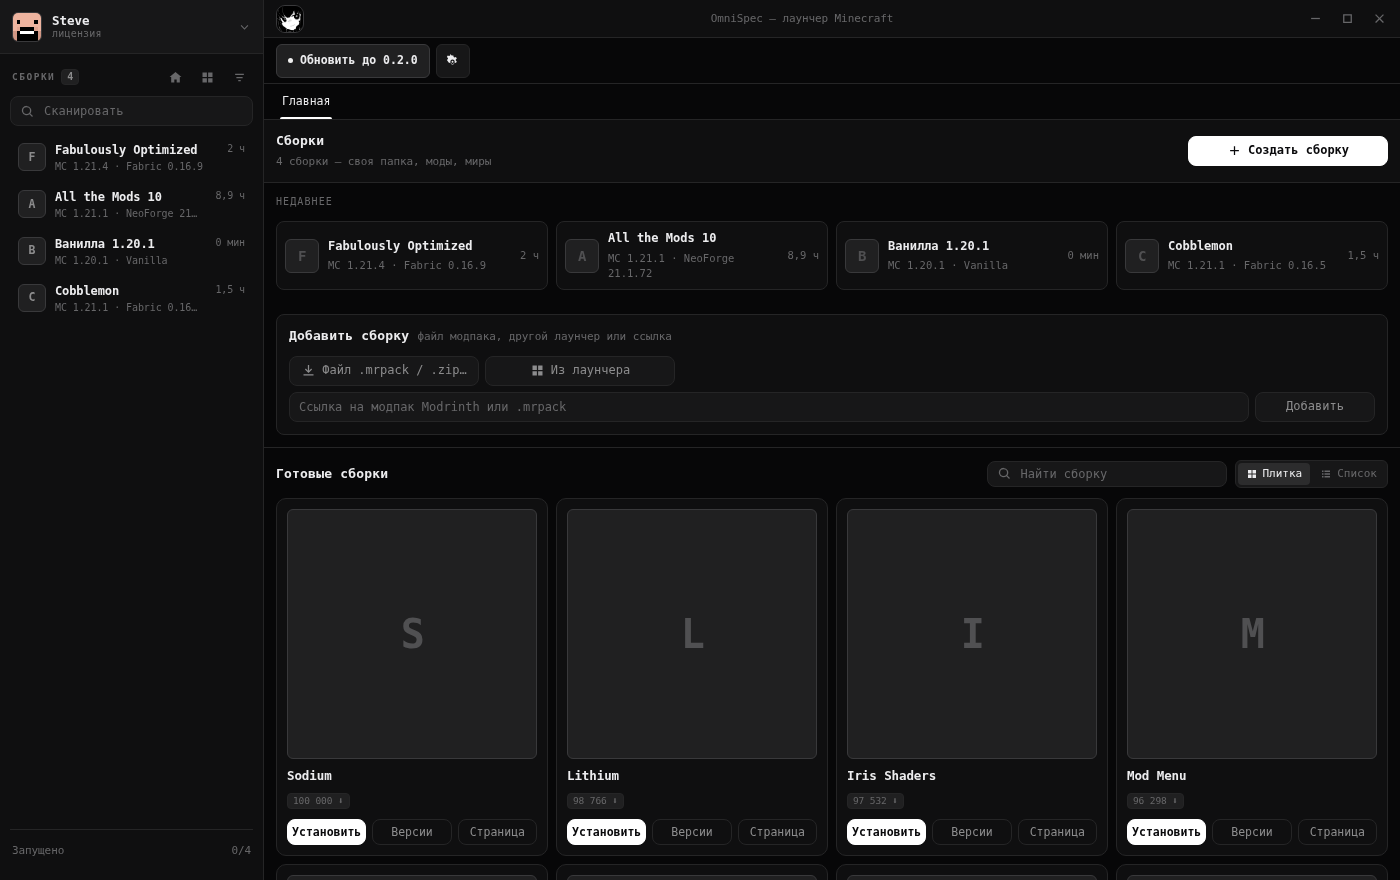 Steve
лицензия
OmniSpec — лаунчер Minecraft
Обновить до 0.2.0
СБОРКИ 4
Сканировать
F
Fabulously Optimized
2 ч
MC 1.21.4 · Fabric 0.16.9
A
All the Mods 10
8,9 ч
MC 1.21.1 · NeoForge 21…
B
Ванилла 1.20.1
0 мин
MC 1.20.1 · Vanilla
C
Cobblemon
1,5 ч
MC 1.21.1 · Fabric 0.16…
Запущено
0/4
Главная
Сборки
4 сборки — своя папка, моды, миры
+ Создать сборку
НЕДАВНЕЕ
F
Fabulously Optimized
MC 1.21.4 · Fabric 0.16.9
2 ч
A
All the Mods 10
MC 1.21.1 · NeoForge
21.1.72
8,9 ч
B
Ванилла 1.20.1
MC 1.20.1 · Vanilla
0 мин
C
Cobblemon
MC 1.21.1 · Fabric 0.16.5
1,5 ч
Добавить сборку файл модпака, другой лаунчер или ссылка
Файл .mrpack / .zip…
Из лаунчера
Ссылка на модпак Modrinth или .mrpack
Добавить
Готовые сборки
Найти сборку
Плитка
Список
S
Sodium
100 000 ⬇
Установить
Версии
Страница
L
Lithium
98 766 ⬇
Установить
Версии
Страница
I
Iris Shaders
97 532 ⬇
Установить
Версии
Страница
M
Mod Menu
96 298 ⬇
Установить
Версии
Страница